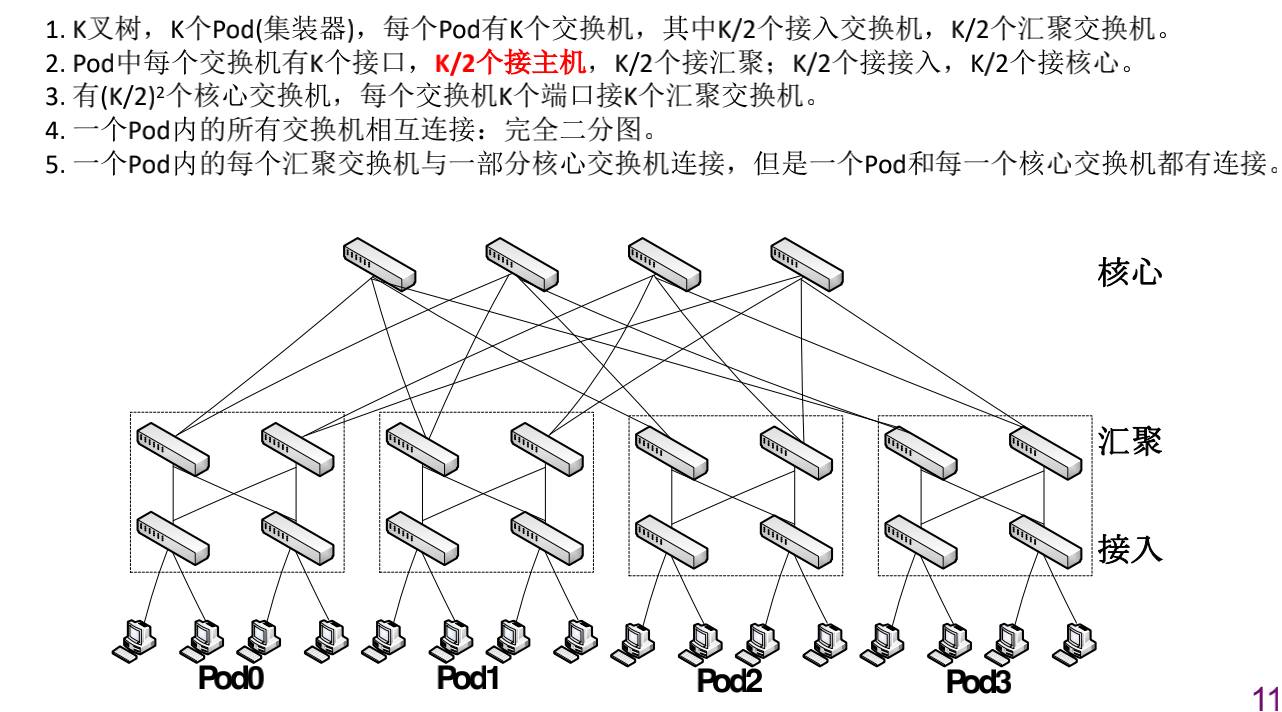 1. K叉树，K个Pod(集装器)，每个Pod有K个交换机，其中K/2个接入交换机，K/2个汇聚交换机。
2. Pod中每个交换机有K个接口，K/2个接主机，K/2个接汇聚；K/2个接接入，K/2个接核心。
3. 有(K/2)²个核心交换机，每个交换机K个端口接K个汇聚交换机。
4. 一个Pod内的所有交换机相互连接：完全二分图。
5. 一个Pod内的每个汇聚交换机与一部分核心交换机连接，但是一个Pod和每一个核心交换机都有连接。
核心
汇聚
接入
Pod0 Pod1 Pod2 Pod3
11